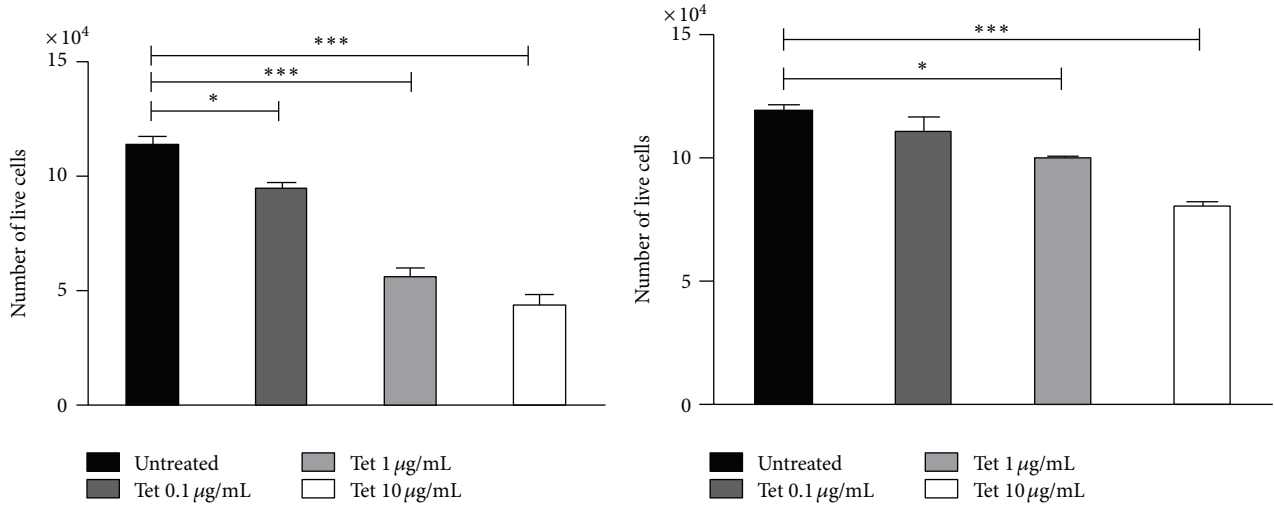 ×10⁴
15
10
5
0
Number of live cells
***
***
*
Untreated
Tet 0.1 μg/mL
Tet 1 μg/mL
Tet 10 μg/mL
×10⁴
15
10
5
0
Number of live cells
***
*
Untreated
Tet 0.1 μg/mL
Tet 1 μg/mL
Tet 10 μg/mL